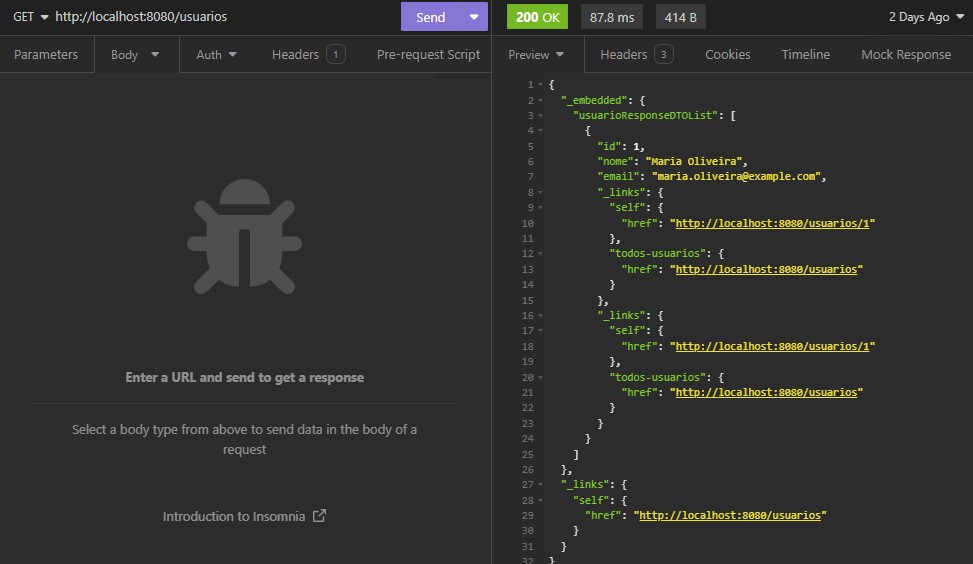 GET http://localhost:8080/usuarios Send
Parameters Body Auth Headers 1 Pre-request Script
Enter a URL and send to get a response
Select a body type from above to send data in the body of a
request
Introduction to Insomnia
200 OK 87.8 ms 414 B 2 Days Ago
Preview Headers 3 Cookies Timeline Mock Response
1 {
2 "_embedded": {
3 "usuarioResponseDTOList": [
4 {
5 "id": 1,
6 "nome": "Maria Oliveira",
7 "email": "maria.oliveira@example.com",
8 "_links": {
9 "self": {
10 "href": "http://localhost:8080/usuarios/1"
11 },
12 "todos-usuarios": {
13 "href": "http://localhost:8080/usuarios"
14 }
15 },
16 "_links": {
17 "self": {
18 "href": "http://localhost:8080/usuarios/1"
19 },
20 "todos-usuarios": {
21 "href": "http://localhost:8080/usuarios"
22 }
23 }
24 }
25 ]
26 },
27 "_links": {
28 "self": {
29 "href": "http://localhost:8080/usuarios"
30 }
31 }
32 }